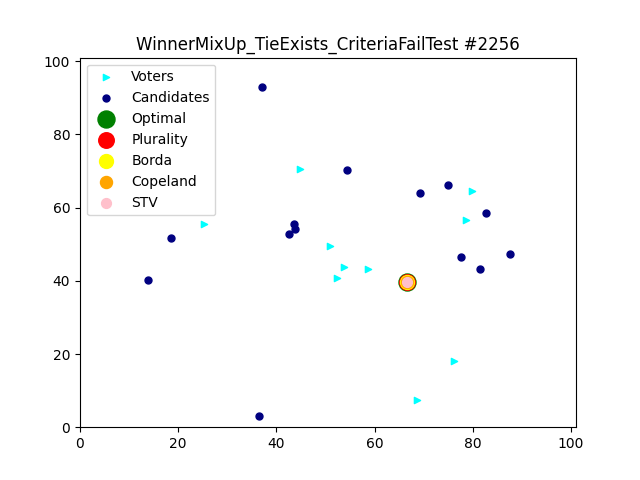 WinnerMixUp_TieExists_CriteriaFailTest #2256
100
80
60
40
20
0
Voters
Candidates
Optimal
Plurality
Borda
Copeland
STV
0 20 40 60 80 100